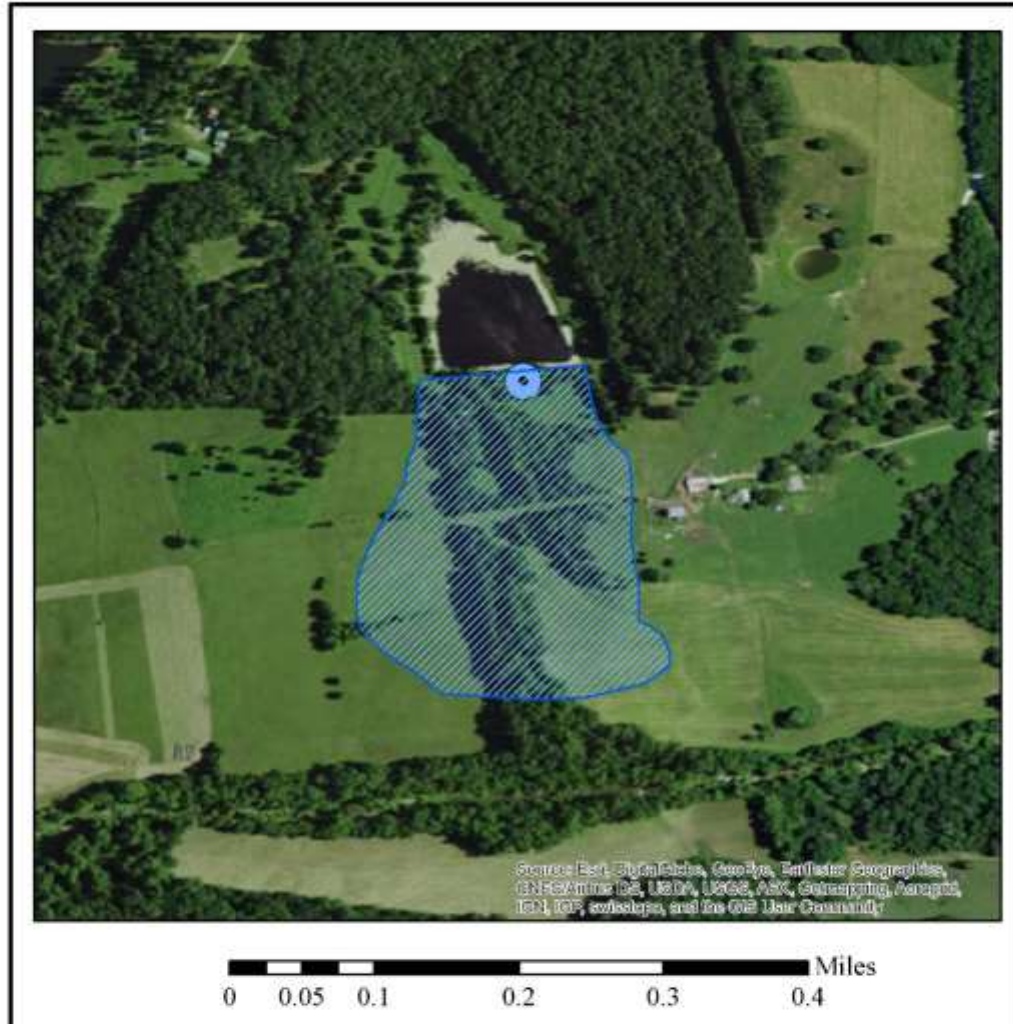 Source: Esri, DigitalGlobe, GeoEye, Earthstar Geographics,
CNES/Airbus DS, USDA, USGS, AEX, Getmapping, Aerogrid,
IGN, IGP, swisstopo, and the GIS User Community
Miles
0 0.05 0.1 0.2 0.3 0.4